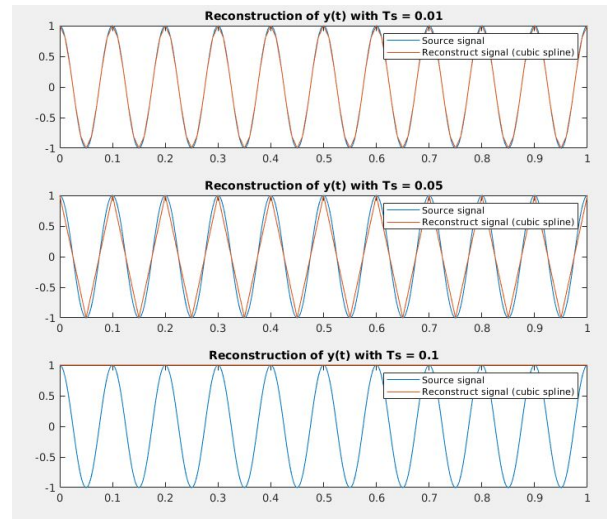 Reconstruction of y(t) with Ts = 0.01
1
0.5
0
-0.5
-1
Source signal
Reconstruct signal (cubic spline)
0 0.1 0.2 0.3 0.4 0.5 0.6 0.7 0.8 0.9 1
Reconstruction of y(t) with Ts = 0.05
1
0.5
0
-0.5
-1
Source signal
Reconstruct signal (cubic spline)
0 0.1 0.2 0.3 0.4 0.5 0.6 0.7 0.8 0.9 1
Reconstruction of y(t) with Ts = 0.1
1
0.5
0
-0.5
-1
Source signal
Reconstruct signal (cubic spline)
0 0.1 0.2 0.3 0.4 0.5 0.6 0.7 0.8 0.9 1